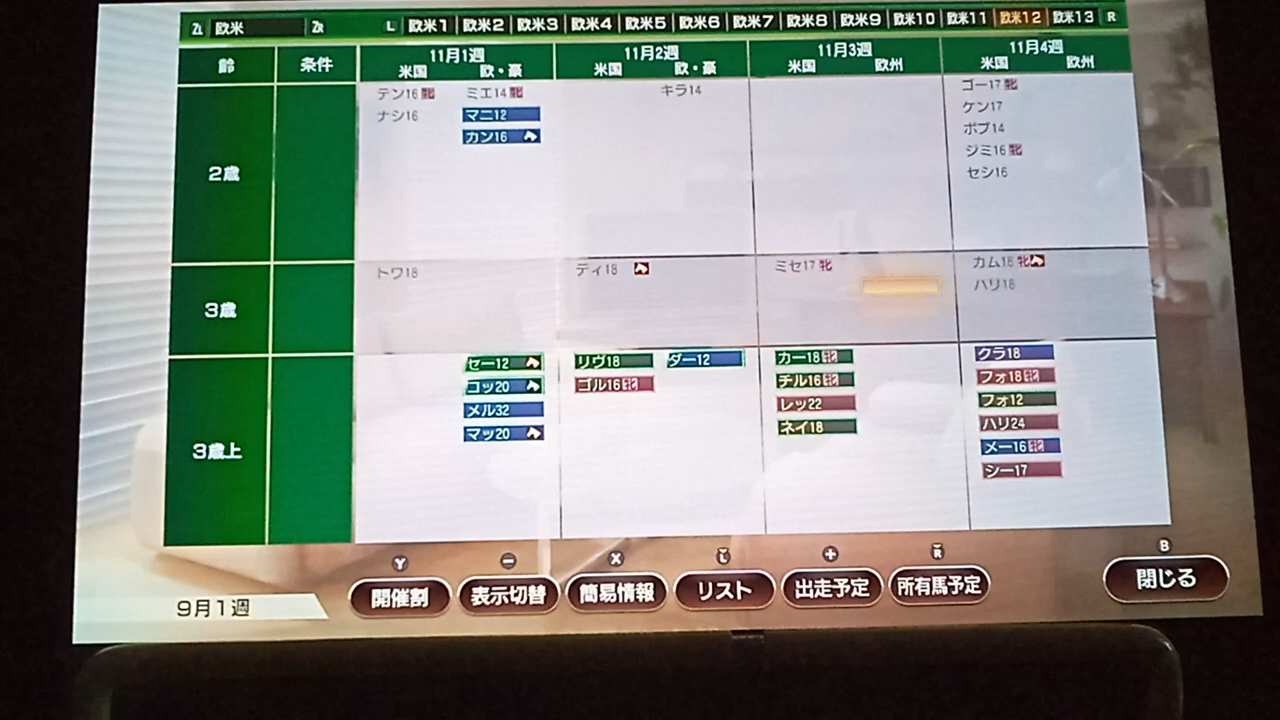 ZL 欧米 ZR L 欧米1 欧米2 欧米3 欧米4 欧米5 欧米6 欧米7 欧米8 欧米9 欧米10 欧米11 欧米12 欧米13 R
齢 条件 11月1週 11月2週 11月3週 11月4週
米国 欧・豪 米国 欧・豪 米国 欧州 米国 欧州
2歳
テン16 牝 ミエ14 牝 キラ14 ゴー17 牝
ナシ16 マニ12 ケン17
カン16 ボブ14
ジミ16 牝
セシ16
3歳
トワ18 ディ18 ミセ17 牝 カム18 牝
ハリ18
3歳上
セー12 リヴ18 ダー12 カー18 牝 クラ18
コッ20 ゴル16 牝 チル16 牝 フォ18 牝
メル32 レッ22 フォ12
マッ20 ネイ18 ハリ24
メー16 牝
シー17
Y - X L + R B
開催割 表示切替 簡易情報 リスト 出走予定 所有馬予定 閉じる
9月1週